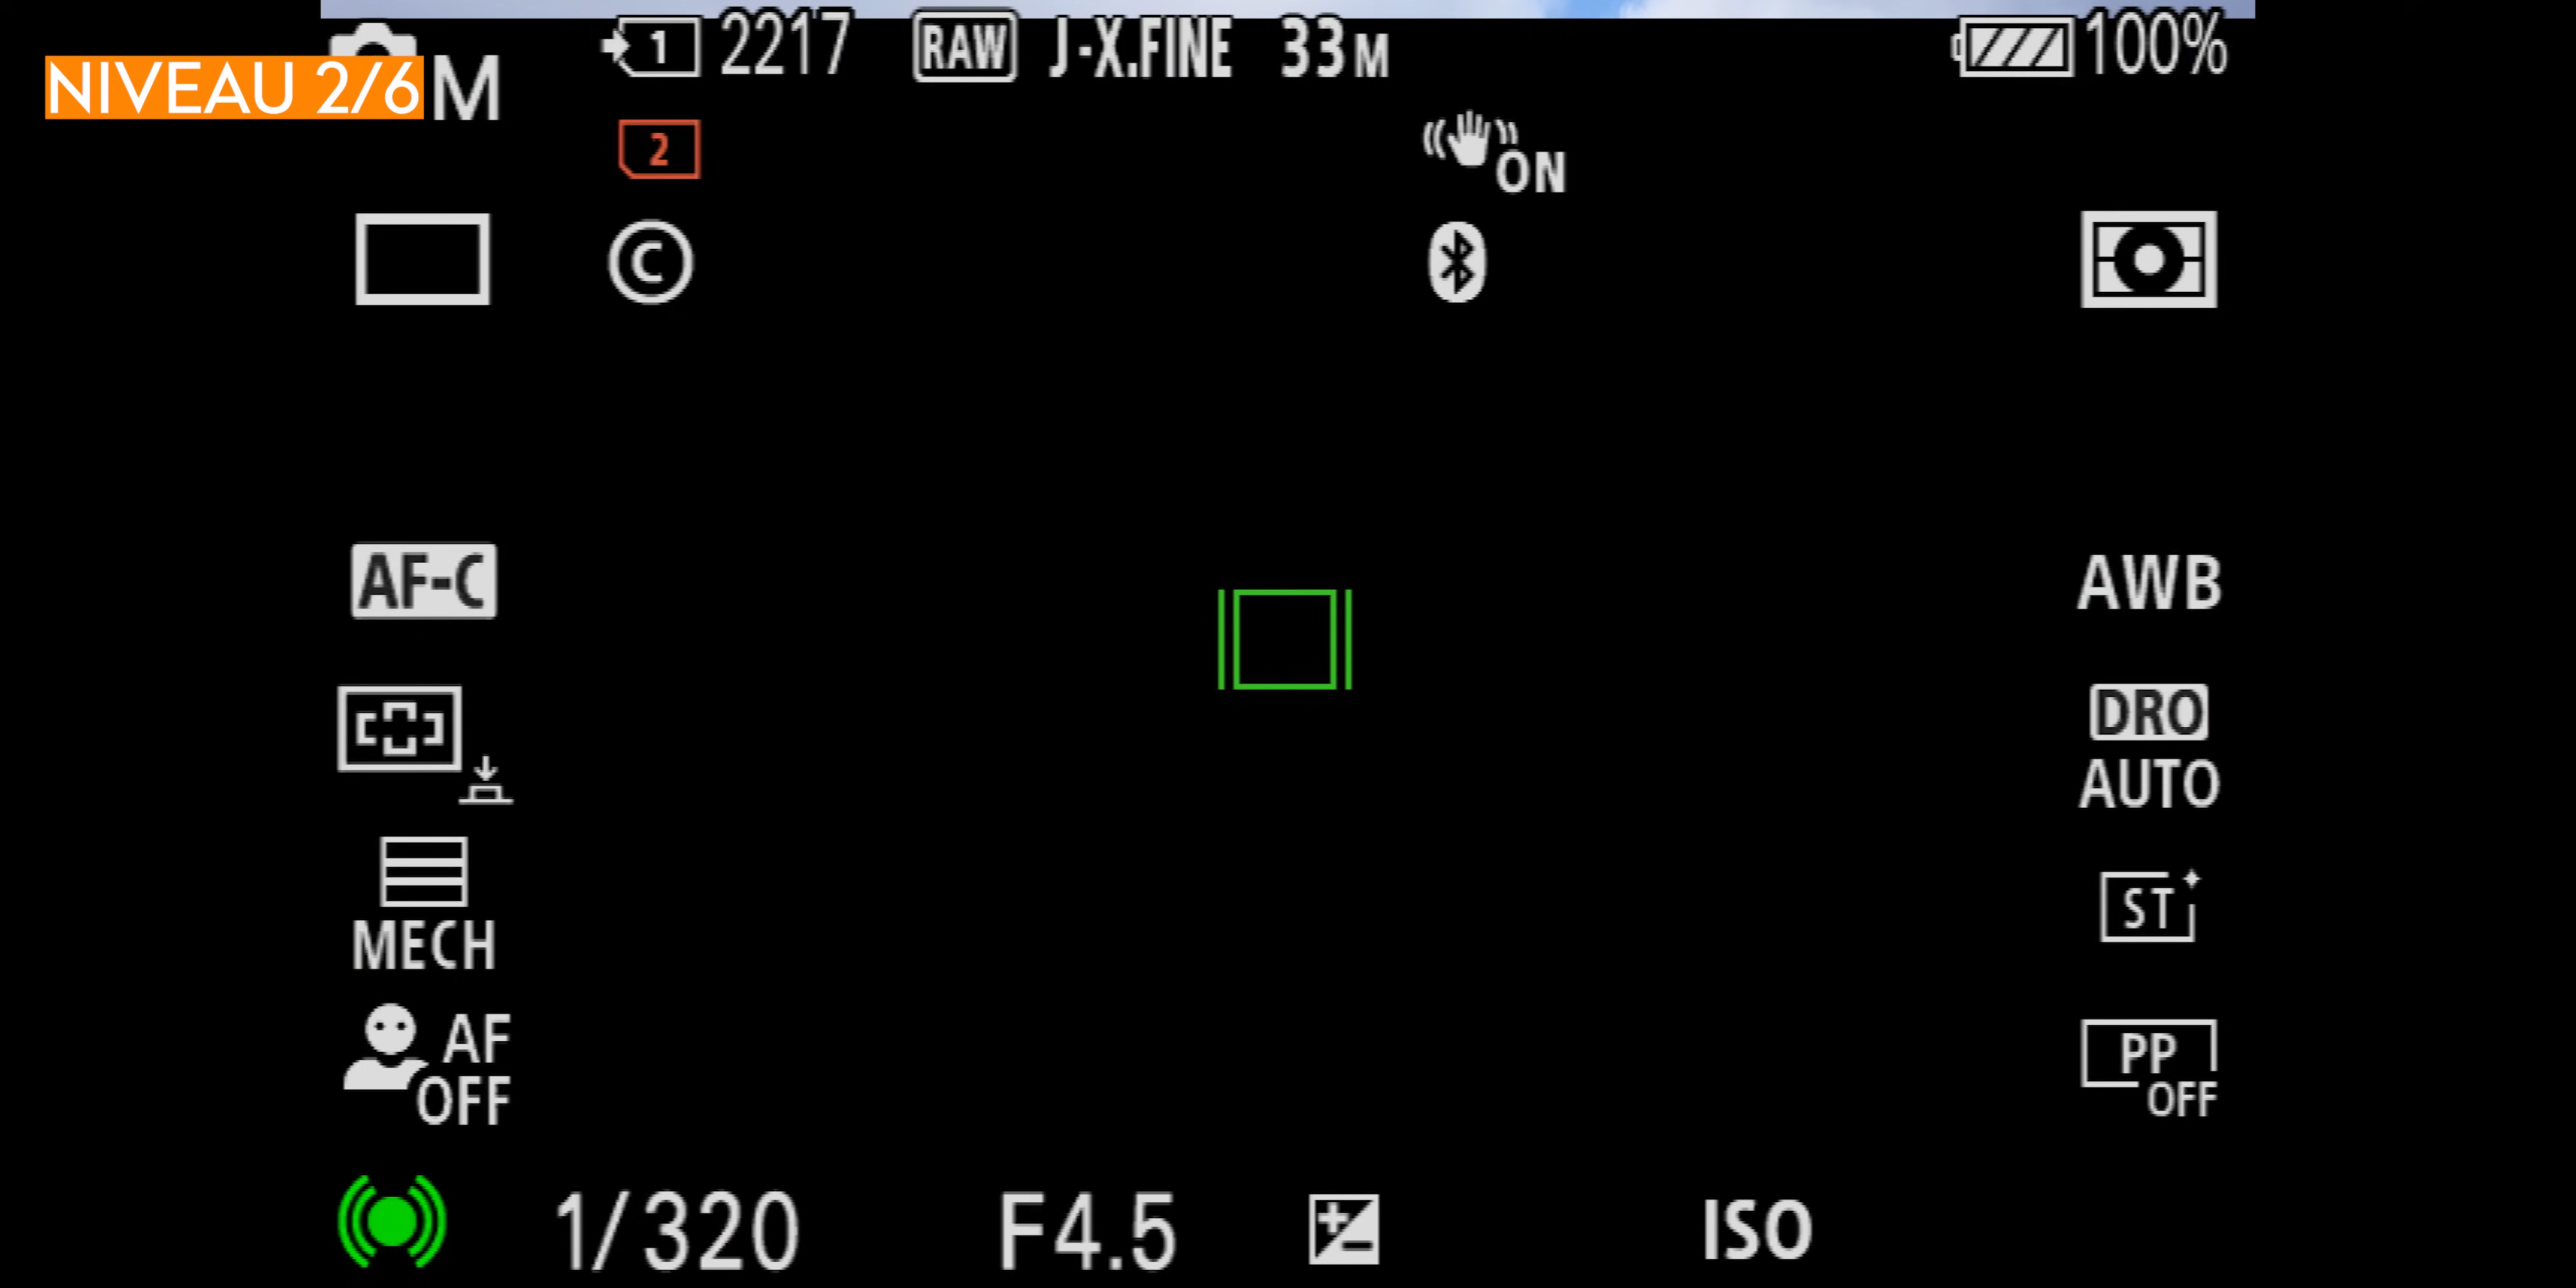 NIVEAU 2/6 M 1 2217 RAW J-X.FINE 33M 100%
2 ON
C
AF-C AWB
DRO
AUTO
MECH ST
AF PP
OFF OFF
1/320 F4.5 ISO